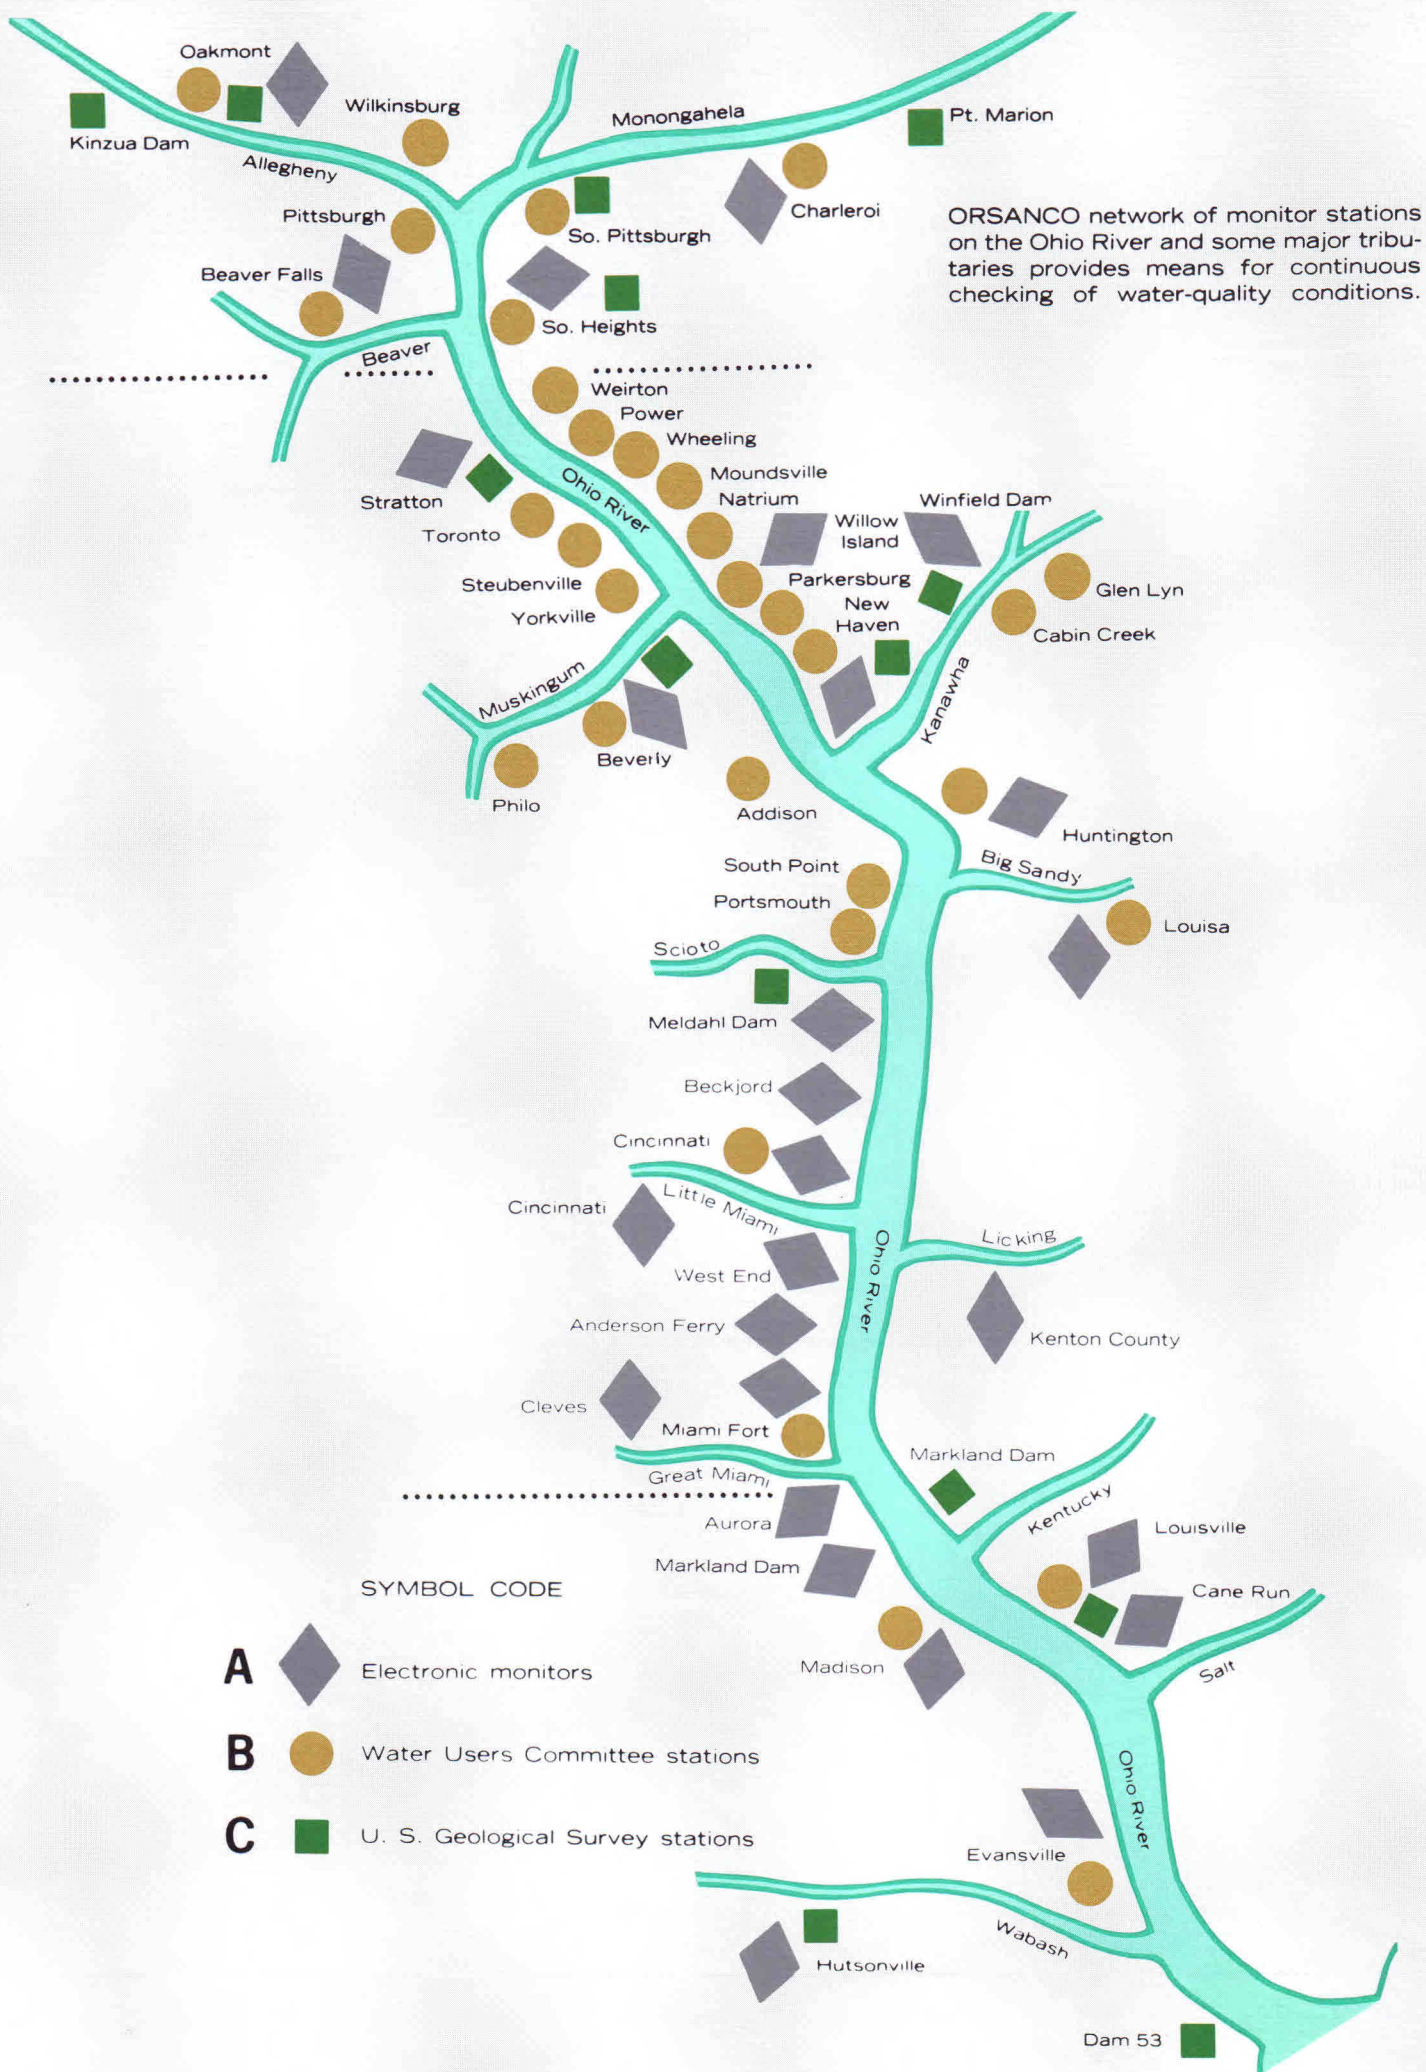 Oakmont
Wilkinsburg
Monongahela
Pt. Marion
Kinzua Dam
Allegheny
Pittsburgh
So. Pittsburgh
Charleroi
ORSANCO network of monitor stations
on the Ohio River and some major tribu-
taries provides means for continuous
checking of water-quality conditions.
Beaver Falls
So. Heights
Beaver
Weirton
Power
Wheeling
Moundsville
Natrium
Stratton
Ohio River
Toronto
Winfield Dam
Willow
Island
Steubenville
Parkersburg
Yorkville
New
Haven
Glen Lyn
Cabin Creek
Muskingum
Kanawha
Beverly
Philo
Addison
Huntington
South Point
Big Sandy
Portsmouth
Louisa
Scioto
Meldahl Dam
Beckjord
Cincinnati
Little Miami
Cincinnati
Licking
Ohio River
West End
Anderson Ferry
Kenton County
Cleves
Miami Fort
Great Miami
Markland Dam
Kentucky
Aurora
Louisville
Markland Dam
Cane Run
SYMBOL CODE
A Electronic monitors
Madison
Salt
B Water Users Committee stations
Ohio River
C U. S. Geological Survey stations
Evansville
Wabash
Hutsonville
Dam 53